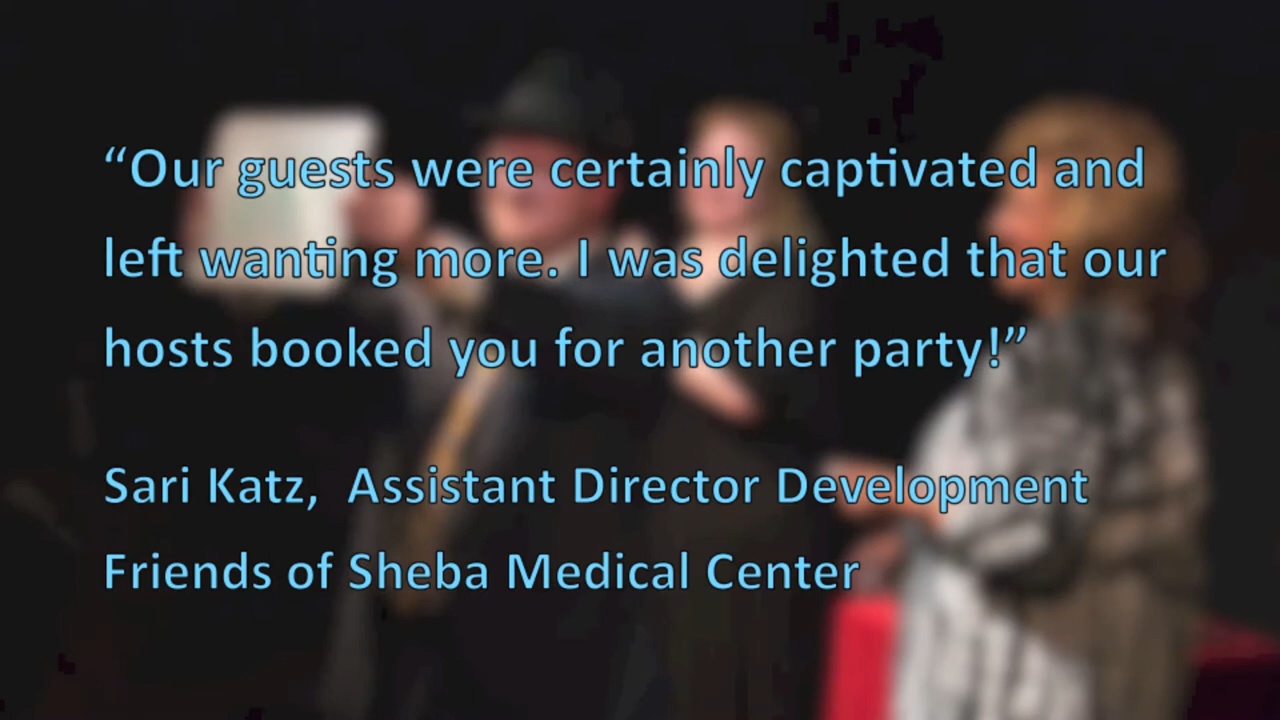 “Our guests were certainly captivated and
left wanting more. I was delighted that our
hosts booked you for another party!”
Sari Katz,  Assistant Director Development
Friends of Sheba Medical Center